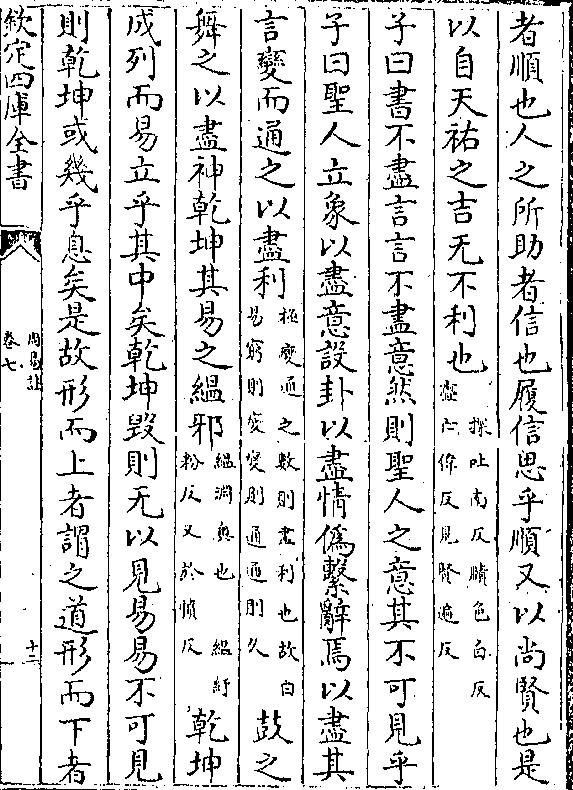 者順也人之所助者信也履信思乎順又以尚賢也是
以自天祐之吉无不利也探吐南反賾色白反亹亡偉反見賢遍反
子曰書不盡言言不盡意然則聖人之意其不可見乎
子曰聖人立象以盡意設卦以盡情偽繫辭焉以盡其
言變而通之以盡利極變通之數則盡利也故曰易窮則變變則通通則久鼓之
舞之以盡神乾坤其易之緼邪緼淵奧也緼紆粉反又於憤反乾坤
成列而易立乎其中矣乾坤毀則无以見易易不可見
則乾坤或幾乎息矣是故形而上者謂之道形而下者
欽定四庫全書
周易註
卷七
十二